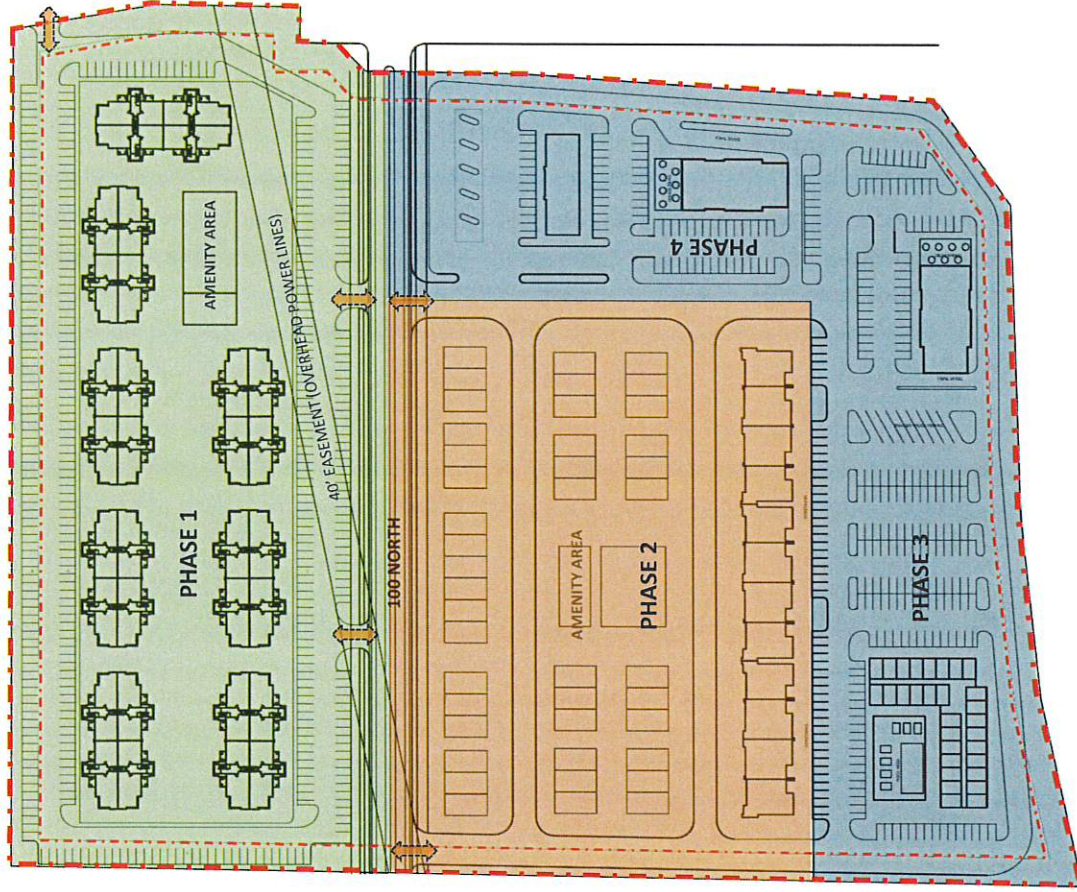 AMENITY AREA
40' EASEMENT (OVERHEAD POWER LINES)
PHASE 1
100 NORTH
PHASE 4
AMENITY AREA
PHASE 2
PHASE 3